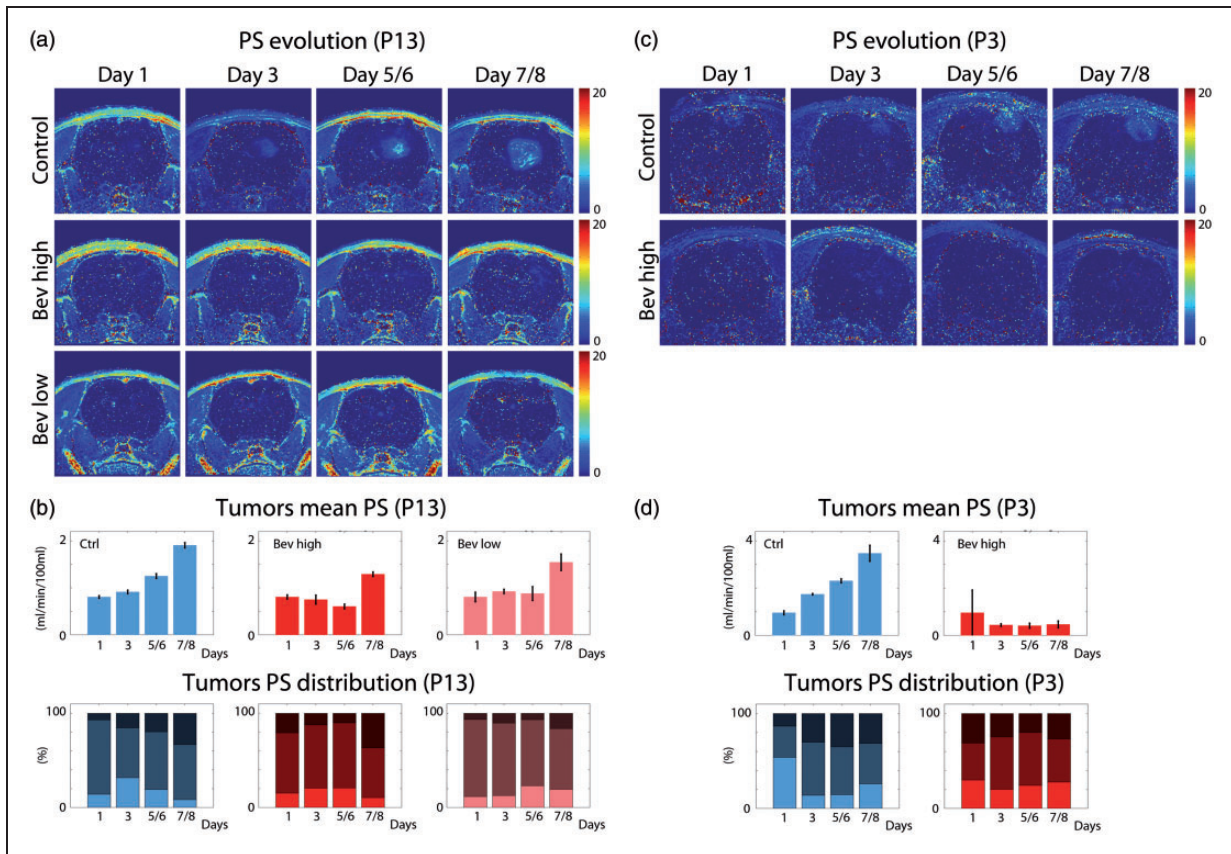 (a)
PS evolution (P13)
Day 1 Day 3 Day 5/6 Day 7/8
Control
20
0
Bev high
20
0
Bev low
20
0
(c)
PS evolution (P3)
Day 1 Day 3 Day 5/6 Day 7/8
Control
20
0
Bev high
20
0
(b)
Tumors mean PS (P13)
(ml/min/100ml)
2
0
Ctrl
1 3 5/6 7/8
2
0
Bev high
1 3 5/6 7/8
2
0
Bev low
1 3 5/6 7/8 Days
Tumors PS distribution (P13)
(%)
100
0
1 3 5/6 7/8
100
0
1 3 5/6 7/8
100
0
1 3 5/6 7/8 Days
(d)
Tumors mean PS (P3)
(ml/min/100ml)
4
0
Ctrl
1 3 5/6 7/8
4
0
Bev high
1 3 5/6 7/8 Days
Tumors PS distribution (P3)
(%)
100
0
1 3 5/6 7/8
100
0
1 3 5/6 7/8 Days